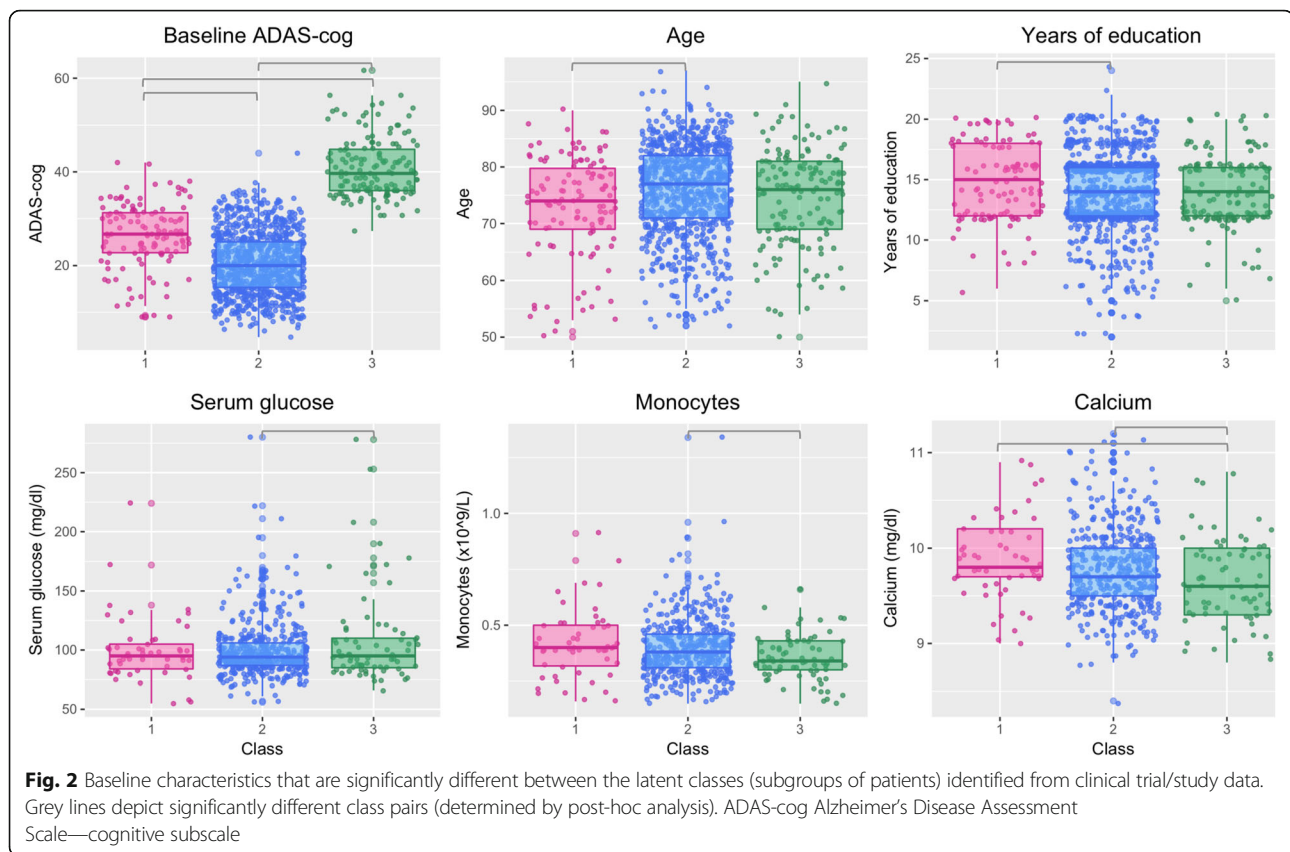 Baseline ADAS-cog
Age
Years of education
ADAS-cog
60
40
20
1
2
3
Age
90
80
70
60
50
1
2
3
Years of education
25
20
15
10
5
1
2
3
Serum glucose
Monocytes
Calcium
Serum glucose (mg/dl)
250
200
150
100
50
1
2
3
Class
Monocytes (x10^9/L)
1.0
0.5
1
2
3
Class
Calcium (mg/dl)
11
10
9
1
2
3
Class
Fig. 2 Baseline characteristics that are significantly different between the latent classes (subgroups of patients) identified from clinical trial/study data.
Grey lines depict significantly different class pairs (determined by post-hoc analysis). ADAS-cog Alzheimer's Disease Assessment
Scale—cognitive subscale